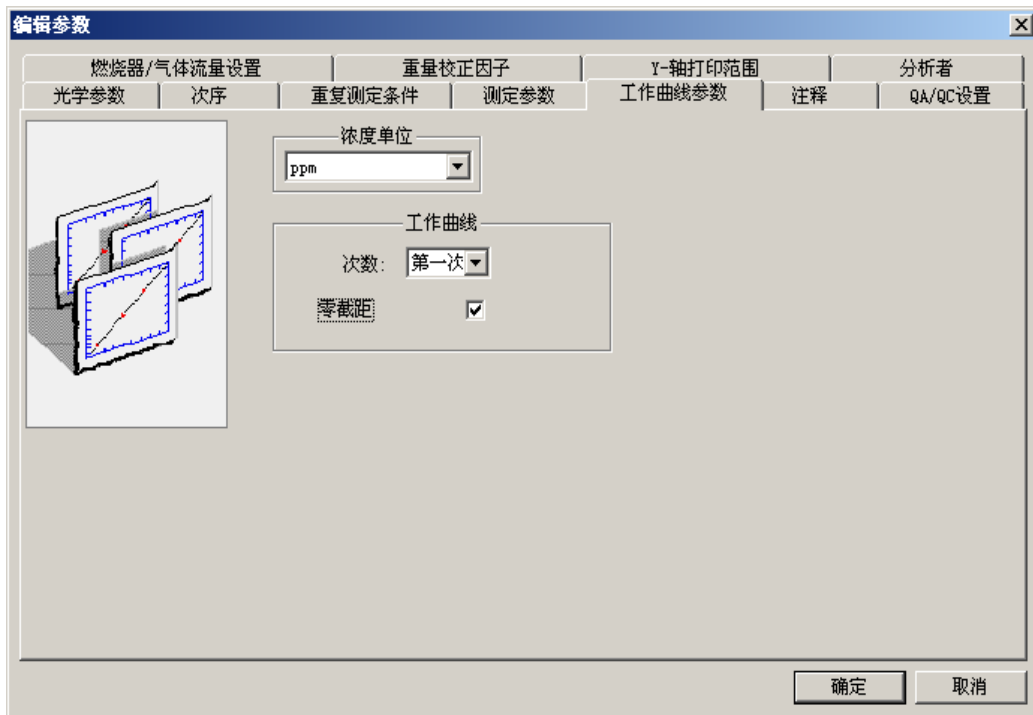 编辑参数
燃烧器/气体流量设置 重量校正因子 Y-轴打印范围 分析者
光学参数 次序 重复测定条件 测定参数 工作曲线参数 注释 QA/QC设置
浓度单位
ppm
工作曲线
次数: 第一次
零截距
确定 取消